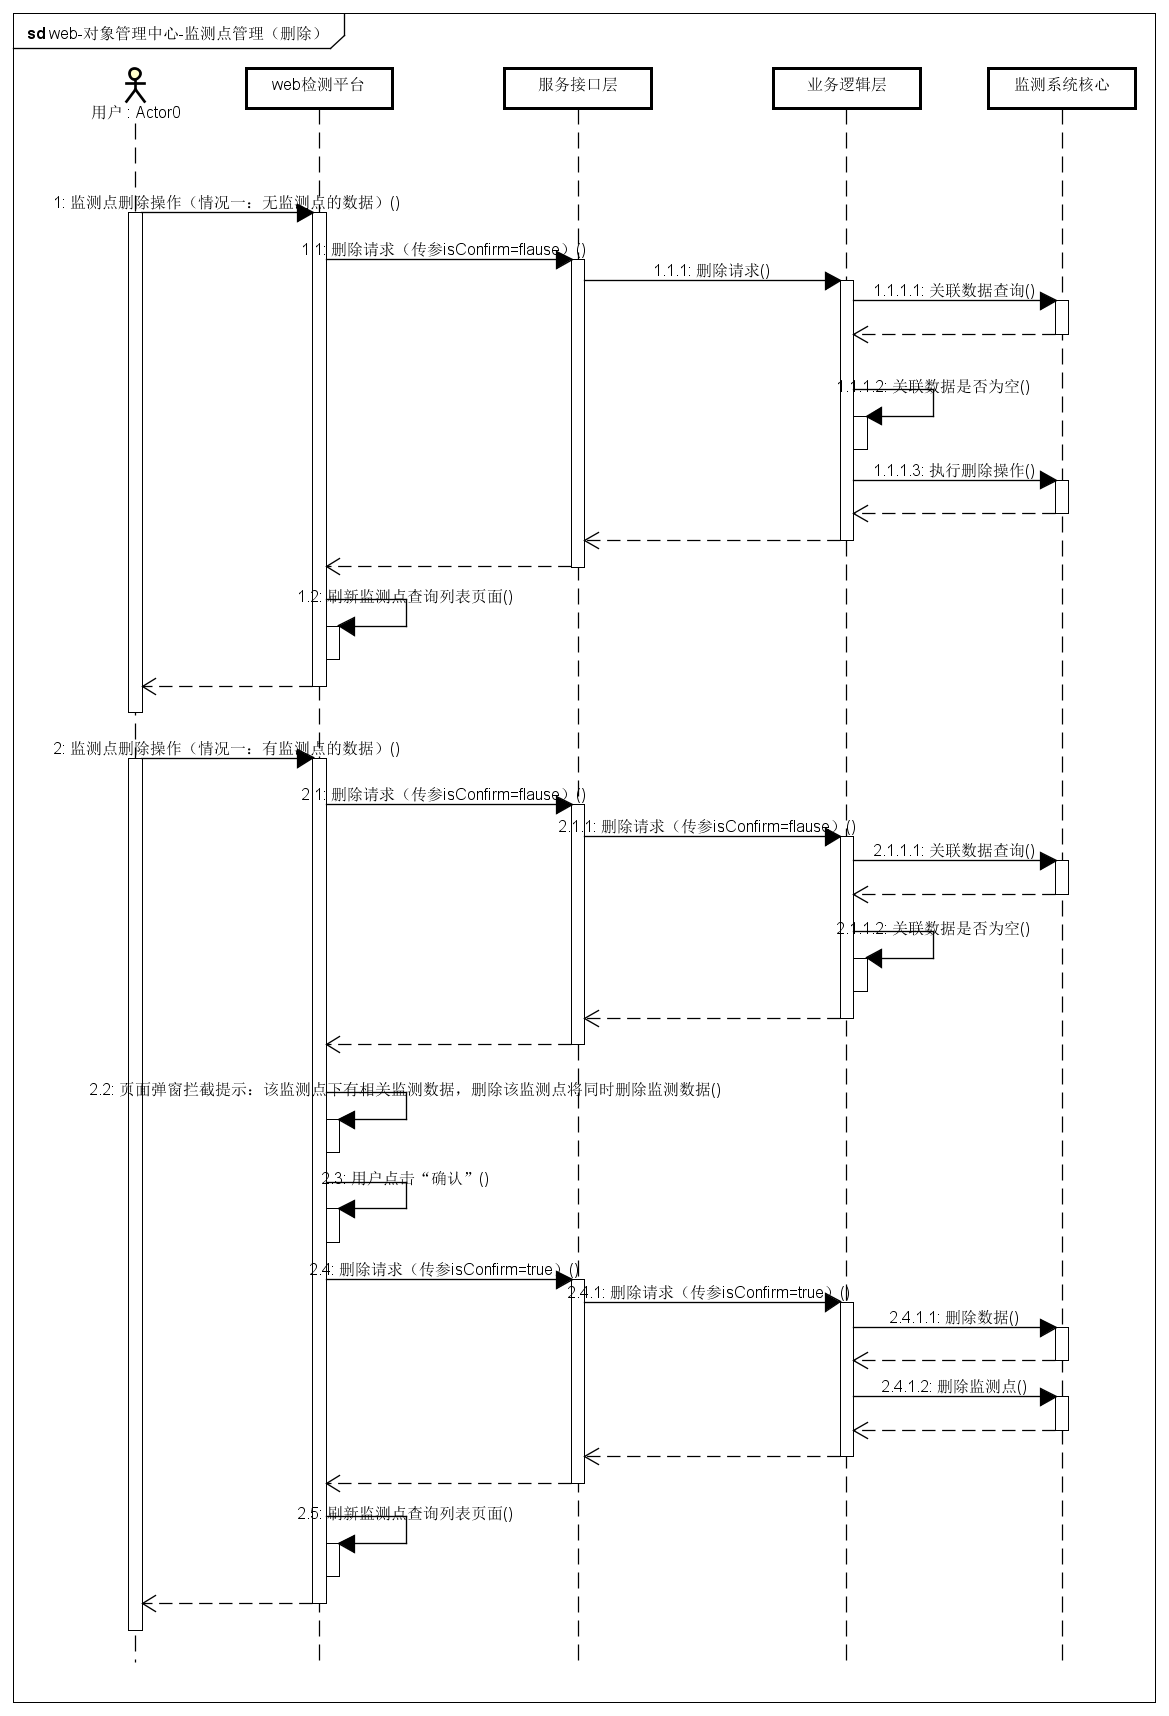 sd web-对象管理中心-监测点管理（删除）
用户 : Actor0
web检测平台
服务接口层
业务逻辑层
监测系统核心
1: 监测点删除操作（情况一：无监测点的数据）()
1.1: 删除请求（传参isConfirm=flause）()
1.1.1: 删除请求()
1.1.1.1: 关联数据查询()
1.1.1.2: 关联数据是否为空()
1.1.1.3: 执行删除操作()
1.2: 刷新监测点查询列表页面()
2: 监测点删除操作（情况一：有监测点的数据）()
2.1: 删除请求（传参isConfirm=flause）()
2.1.1: 删除请求（传参isConfirm=flause）()
2.1.1.1: 关联数据查询()
2.1.1.2: 关联数据是否为空()
2.2: 页面弹窗拦截提示：该监测点下有相关监测数据，删除该监测点将同时删除监测数据()
2.3: 用户点击“确认”()
2.4: 删除请求（传参isConfirm=true）()
2.4.1: 删除请求（传参isConfirm=true）()
2.4.1.1: 删除数据()
2.4.1.2: 删除监测点()
2.5: 刷新监测点查询列表页面()